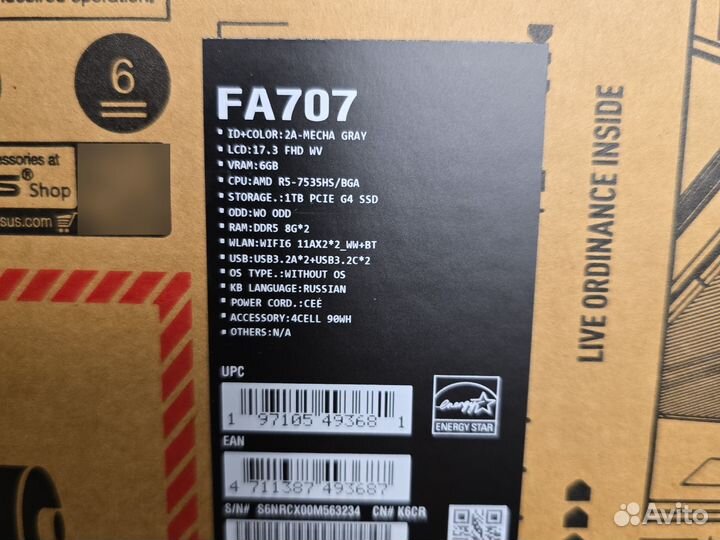 required operation.
6
accessories at
S® Shop
sus.com
FA707
ID+COLOR:2A-MECHA GRAY
LCD:17.3 FHD WV
VRAM:6GB
CPU:AMD R5-7535HS/BGA
STORAGE.:1TB PCIE G4 SSD
ODD:WO ODD
RAM:DDR5 8G*2
WLAN:WIFI6 11AX2*2_WW+BT
USB:USB3.2A*2+USB3.2C*2
OS TYPE.:WITHOUT OS
KB LANGUAGE:RUSSIAN
POWER CORD.:CEE
ACCESSORY:4CELL 90WH
OTHERS:N/A
UPC
1 97105 49368 1
energy
ENERGY STAR
EAN
4 711387 493687
S/N# S6NRCX00M563234 CN# K6CR
LIVE ORDINANCE INSIDE
Avito